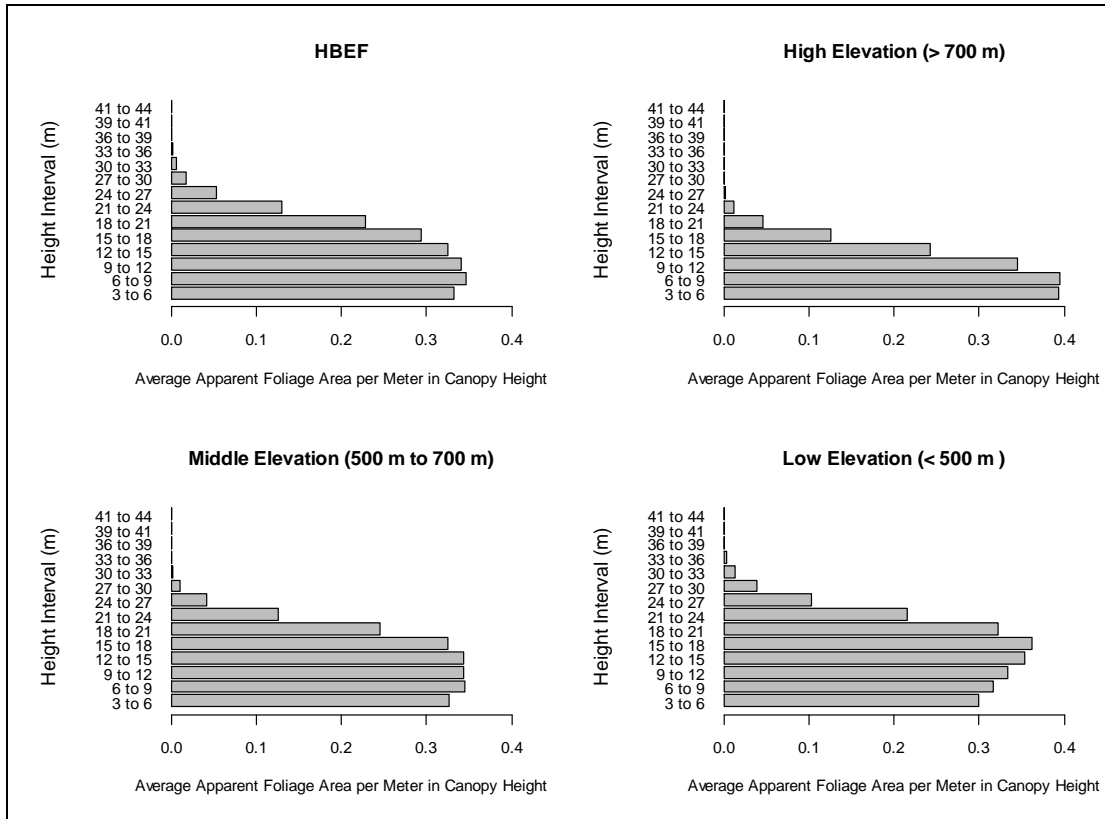 HBEF
Height Interval (m)
41 to 44
39 to 41
36 to 39
33 to 36
30 to 33
27 to 30
24 to 27
21 to 24
18 to 21
15 to 18
12 to 15
9 to 12
6 to 9
3 to 6
0.0 0.1 0.2 0.3 0.4
Average Apparent Foliage Area per Meter in Canopy Height
High Elevation (> 700 m)
Height Interval (m)
41 to 44
39 to 41
36 to 39
33 to 36
30 to 33
27 to 30
24 to 27
21 to 24
18 to 21
15 to 18
12 to 15
9 to 12
6 to 9
3 to 6
0.0 0.1 0.2 0.3 0.4
Average Apparent Foliage Area per Meter in Canopy Height
Middle Elevation (500 m to 700 m)
Height Interval (m)
41 to 44
39 to 41
36 to 39
33 to 36
30 to 33
27 to 30
24 to 27
21 to 24
18 to 21
15 to 18
12 to 15
9 to 12
6 to 9
3 to 6
0.0 0.1 0.2 0.3 0.4
Average Apparent Foliage Area per Meter in Canopy Height
Low Elevation (< 500 m )
Height Interval (m)
41 to 44
39 to 41
36 to 39
33 to 36
30 to 33
27 to 30
24 to 27
21 to 24
18 to 21
15 to 18
12 to 15
9 to 12
6 to 9
3 to 6
0.0 0.1 0.2 0.3 0.4
Average Apparent Foliage Area per Meter in Canopy Height